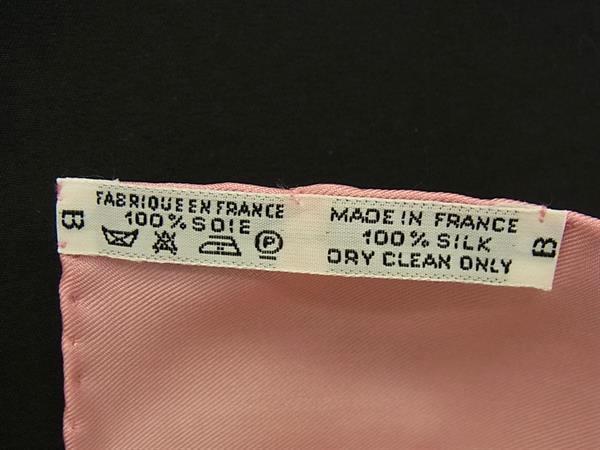 B
FABRIQUE EN FRANCE
100% SOIE
P
MADE IN FRANCE
100% SILK
DRY CLEAN ONLY
B